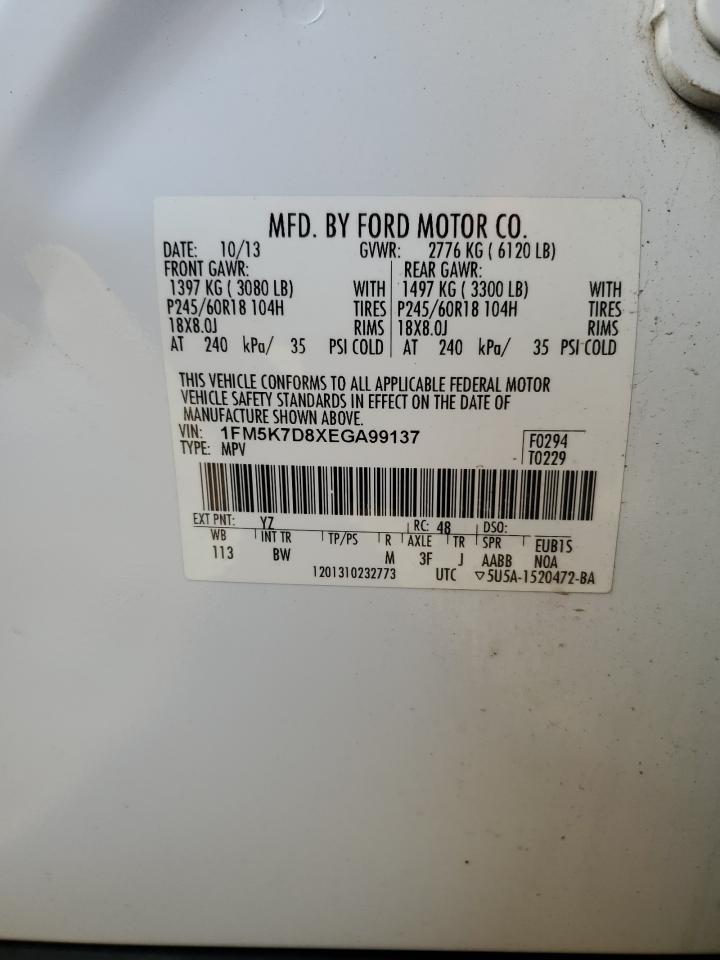 MFD. BY FORD MOTOR CO.
DATE: 10/13 GVWR: 2776 KG ( 6120 LB)
FRONT GAWR: REAR GAWR:
1397 KG ( 3080 LB) WITH 1497 KG ( 3300 LB) WITH
P245/60R18 104H TIRES P245/60R18 104H TIRES
18X8.0J RIMS 18X8.0J RIMS
AT 240 kPa/ 35 PSI COLD AT 240 kPa/ 35 PSI COLD
THIS VEHICLE CONFORMS TO ALL APPLICABLE FEDERAL MOTOR
VEHICLE SAFETY STANDARDS IN EFFECT ON THE DATE OF
MANUFACTURE SHOWN ABOVE.
VIN: 1FM5K7D8XEGA99137 F0294
TYPE: MPV T0229
EXT PNT: YZ RC: 48 DSO:
WB INT TR TP/PS R AXLE TR SPR EUB1S
113 BW M 3F J AABB NOA
1201310232773 UTC ▽5U5A-1520472-BA